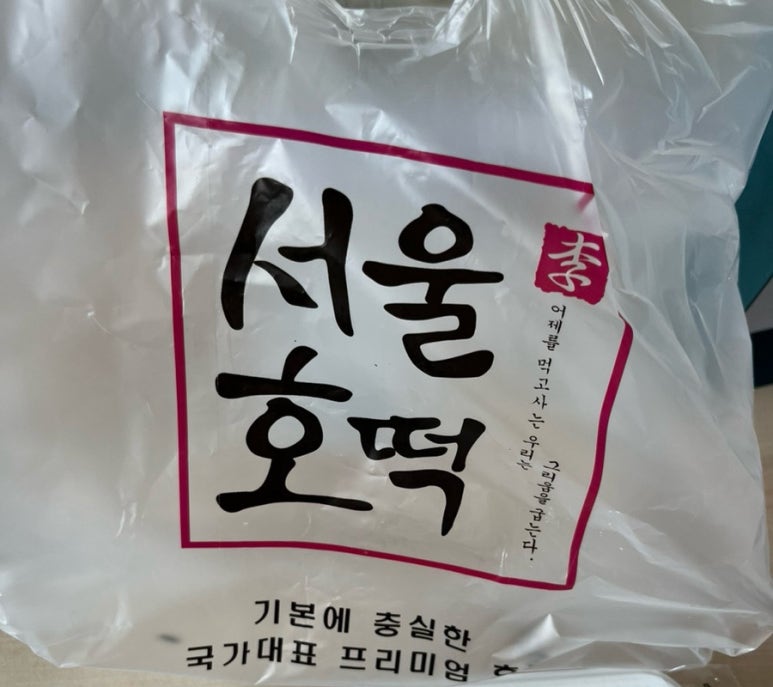 서울
호떡
李
어제를 먹고 사는 우리는
그리움을 굽는다.
기본에 충실한
국가대표 프리미엄